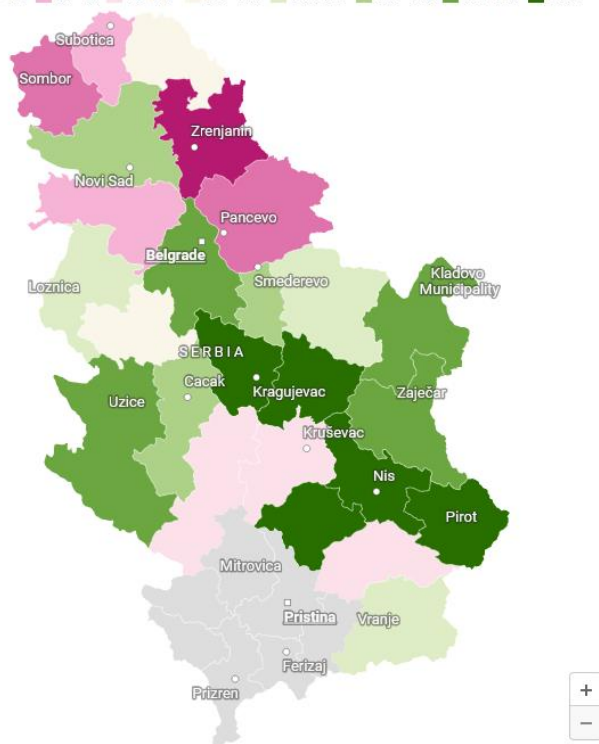 Subotica
Sombor
Zrenjanin
Novi Sad
Pancevo
Belgrade
Loznica
Smederevo
Kladovo
Municipality
SERBIA
Cacak
Uzice
Kragujevac
Zaječar
Kruševac
Nis
Pirot
Mitrovica
Pristina
Vranje
Ferizaj
Prizren
+
−